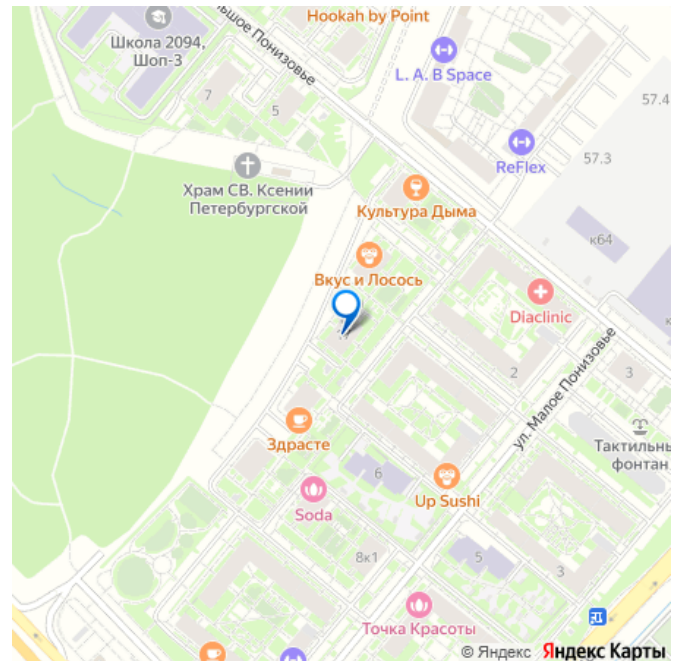 Hookah by Point
Школа 2094,
Шоп-3
ьшое Понизовье
L. A. B Space
57.4
7
5
ReFlex
57.3
Храм СВ. Ксении
Петербургской
Культура Дыма
к64
Вкус и Лосось
Diaclinic
к
2
ул. Малое Понизовье
3
Здрасте
Тактильны
фонтан
6
Up Sushi
Soda
8к1
5
3
Точка Красоты
© Яндекс Яндекс Карты